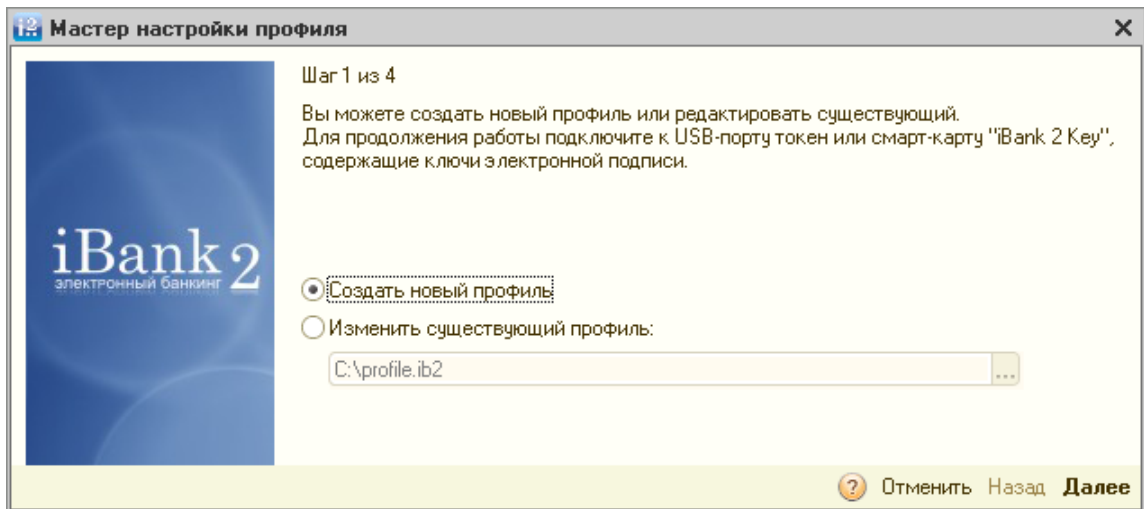 Мастер настройки профиля
Шаг 1 из 4
Вы можете создать новый профиль или редактировать существующий.
Для продолжения работы подключите к USB-порту токен или смарт-карту "iBank 2 Key",
содержащие ключи электронной подписи.
iBank 2
электронный банкинг
Создать новый профиль
Изменить существующий профиль:
C:\profile.ib2
...
? Отменить Назад Далее